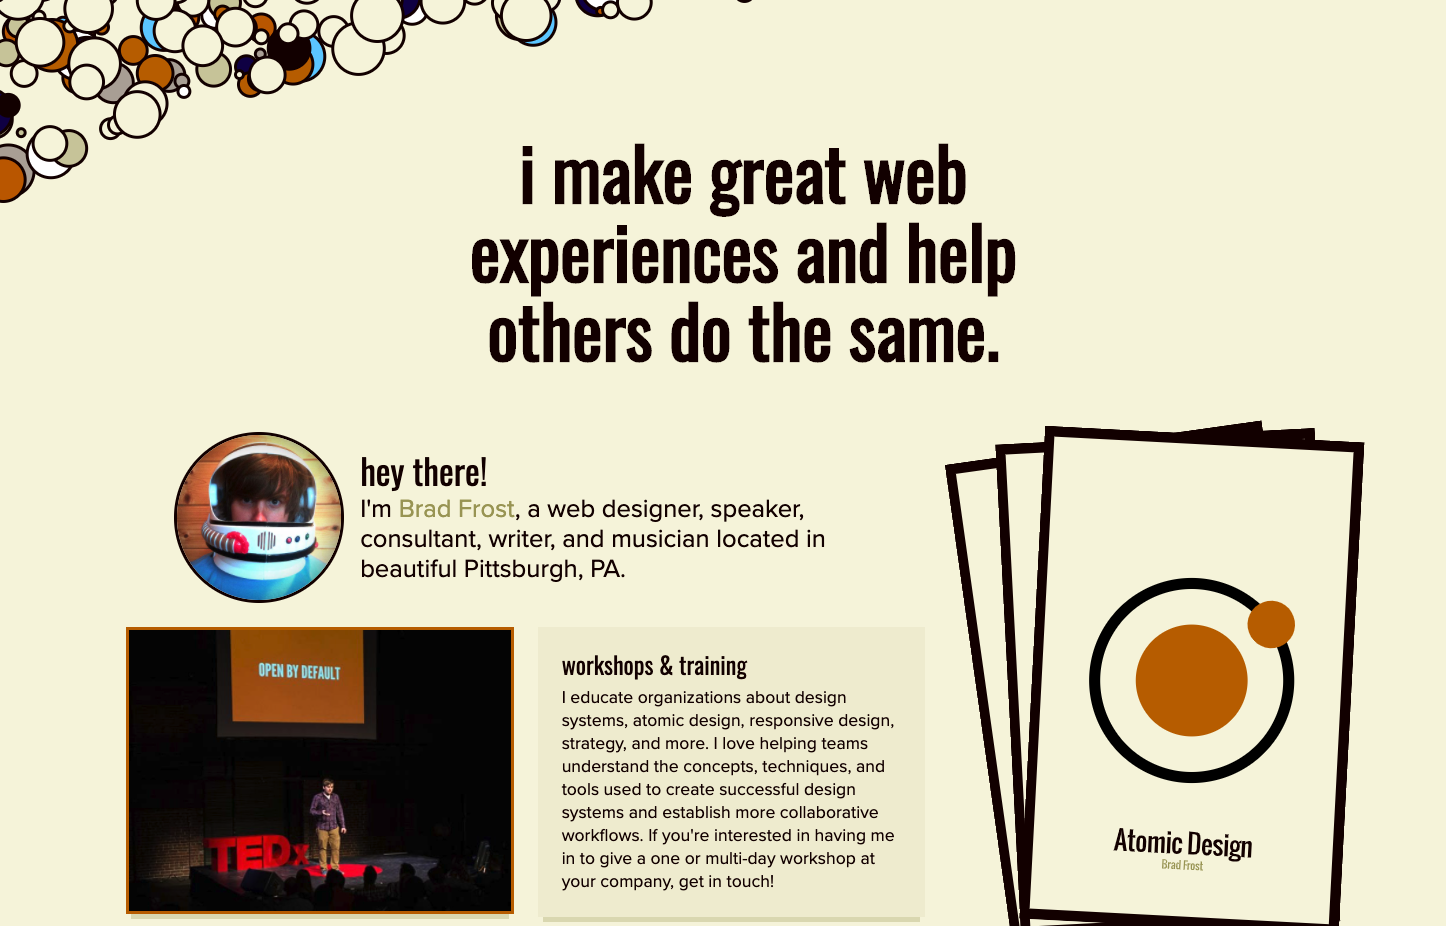 i make great web
experiences and help
others do the same.
hey there!
I'm Brad Frost, a web designer, speaker,
consultant, writer, and musician located in
beautiful Pittsburgh, PA.
OPEN BY DEFAULT
TEDx
workshops & training
I educate organizations about design
systems, atomic design, responsive design,
strategy, and more. I love helping teams
understand the concepts, techniques, and
tools used to create successful design
systems and establish more collaborative
workflows. If you're interested in having me
in to give a one or multi-day workshop at
your company, get in touch!
Atomic Design
Brad Frost